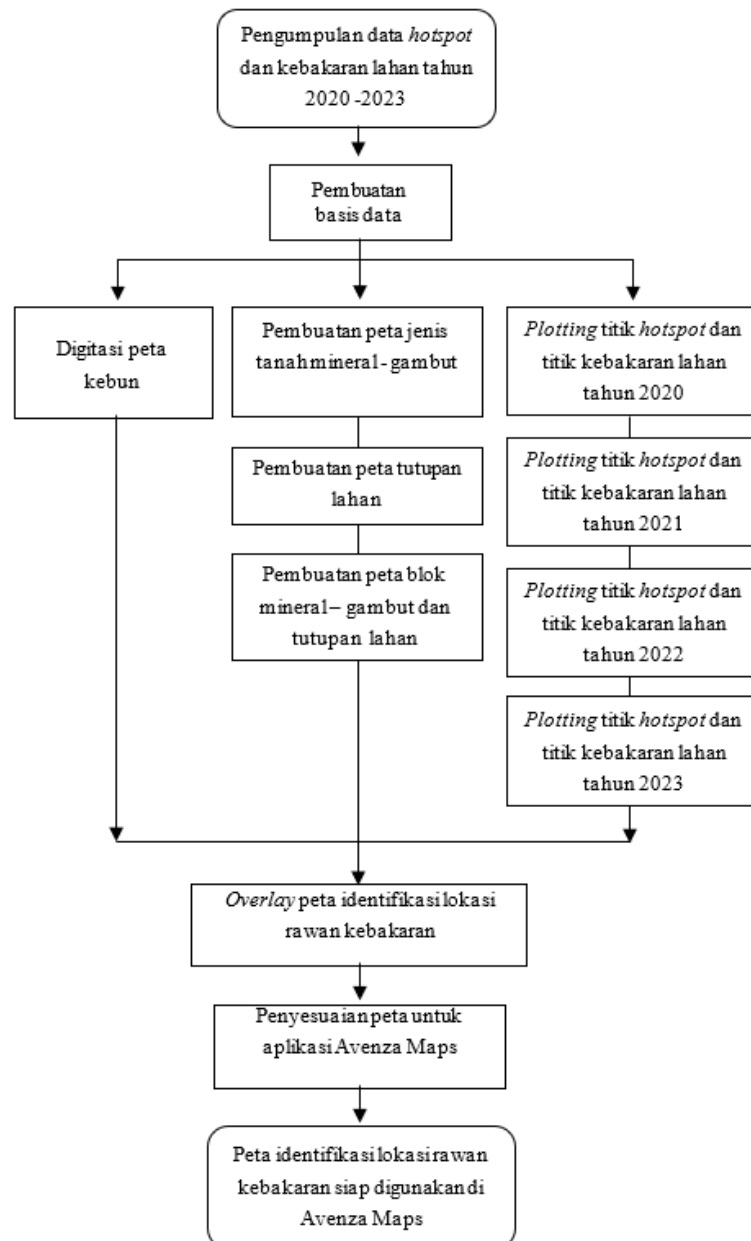 Pengumpulan data hotspot
dan kebakaran lahan tahun
2020 -2023
Pembuatan
basis data
Digitasi peta
kebun
Pembuatan peta jenis
tanah mineral - gambut
Pembuatan peta tutupan
lahan
Pembuatan peta blok
mineral – gambut dan
tutupan lahan
Plotting titik hotspot dan
titik kebakaran lahan
tahun 2020
Plotting titik hotspot dan
titik kebakaran lahan
tahun 2021
Plotting titik hotspot dan
titik kebakaran lahan
tahun 2022
Plotting titik hotspot dan
titik kebakaran lahan
tahun 2023
Overlay peta identifikasi lokasi
rawan kebakaran
Penyesuaian peta untuk
aplikasi Avenza Maps
Peta identifikasi lokasi rawan
kebakaran siap digunakan di
Avenza Maps